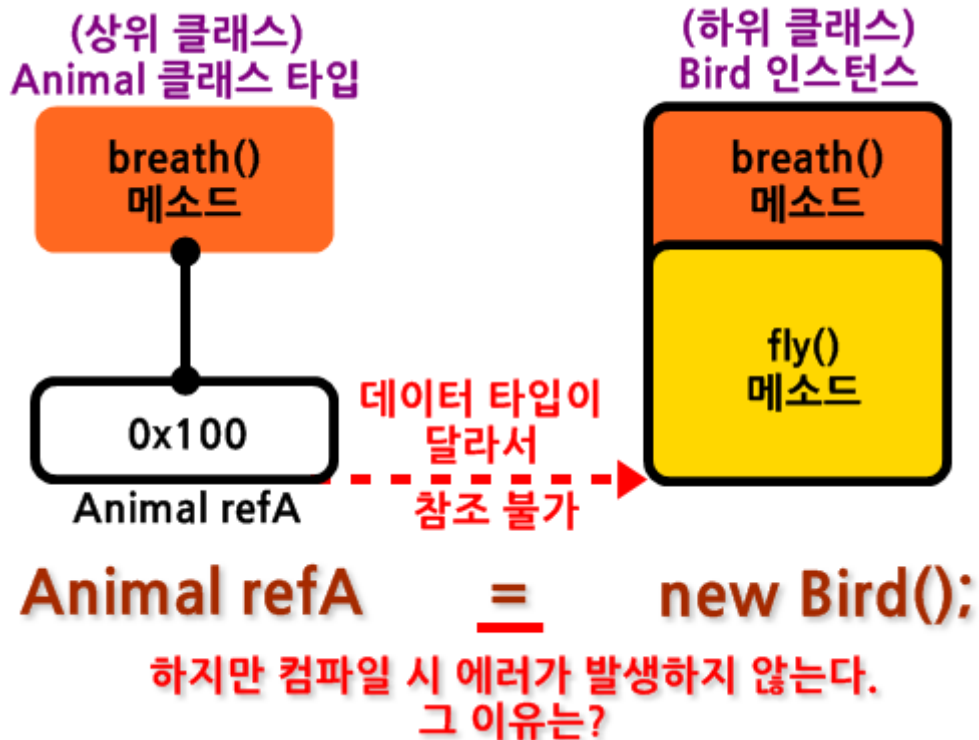 (상위 클래스)
Animal 클래스 타입
(하위 클래스)
Bird 인스턴스
breath()
메소드
breath()
메소드
fly()
메소드
0x100
Animal refA
데이터 타입이
달라서
참조 불가
Animal refA = new Bird();
하지만 컴파일 시 에러가 발생하지 않는다.
그 이유는?